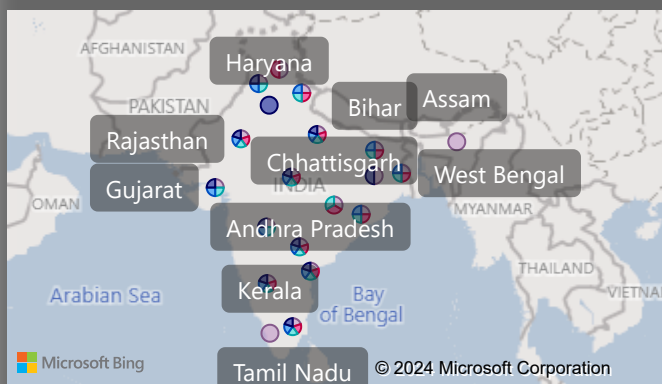 AFGHANISTAN
Haryana
PAKISTAN
Bihar
Assam
Rajasthan
Chhattisgarh
West Bengal
Gujarat
INDIA
OMAN
MYANMAR
Andhra Pradesh
THAILAND
Kerala
Arabian Sea
Bay
of Bengal
VIETNA
Microsoft Bing
Tamil Nadu
© 2024 Microsoft Corporation